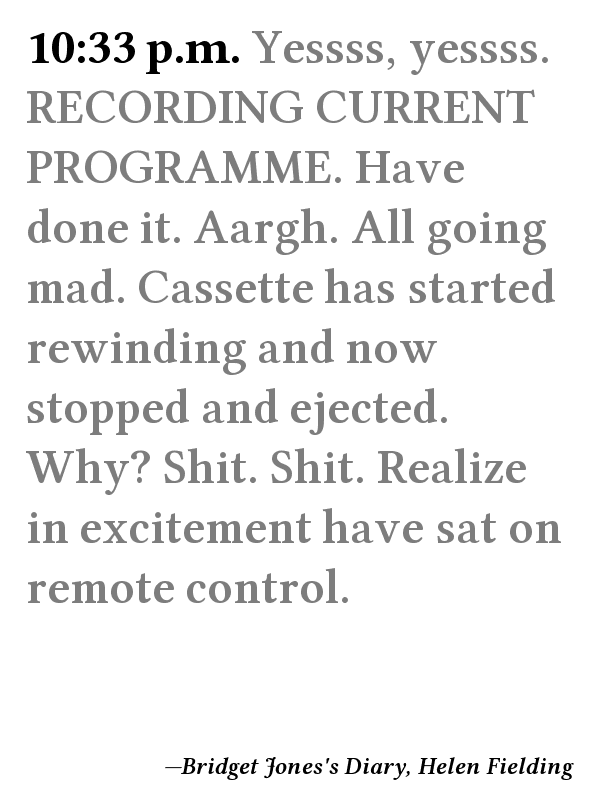 10:33 p.m. Yessss, yessss.
RECORDING CURRENT
PROGRAMME. Have
done it. Aargh. All going
mad. Cassette has started
rewinding and now
stopped and ejected.
Why? Shit. Shit. Realize
in excitement have sat on
remote control.
—Bridget Jones's Diary, Helen Fielding